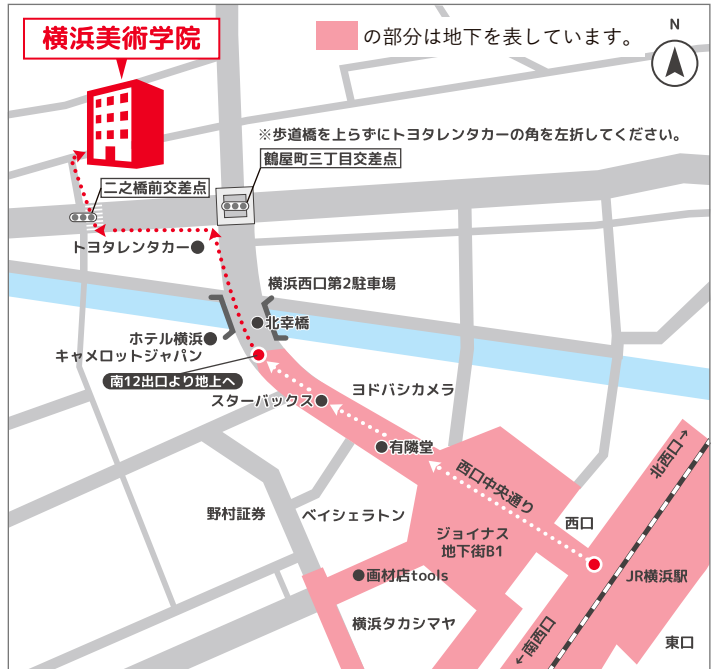 横浜美術学院
の部分は地下を表しています。
N
※歩道橋を上らずにトヨタレンタカーの角を左折してください。
鶴屋町三丁目交差点
二之橋前交差点
トヨタレンタカー
横浜西口第2駐車場
北幸橋
ホテル横浜
キャメロットジャパン
南12出口より地上へ
スターバックス
ヨドバシカメラ
有隣堂
西口中央通り
北西口→
野村証券
ベイシェラトン
ジョイナス
地下街B1
西口
画材店tools
JR横浜駅
横浜タカシマヤ
←南西口
東口